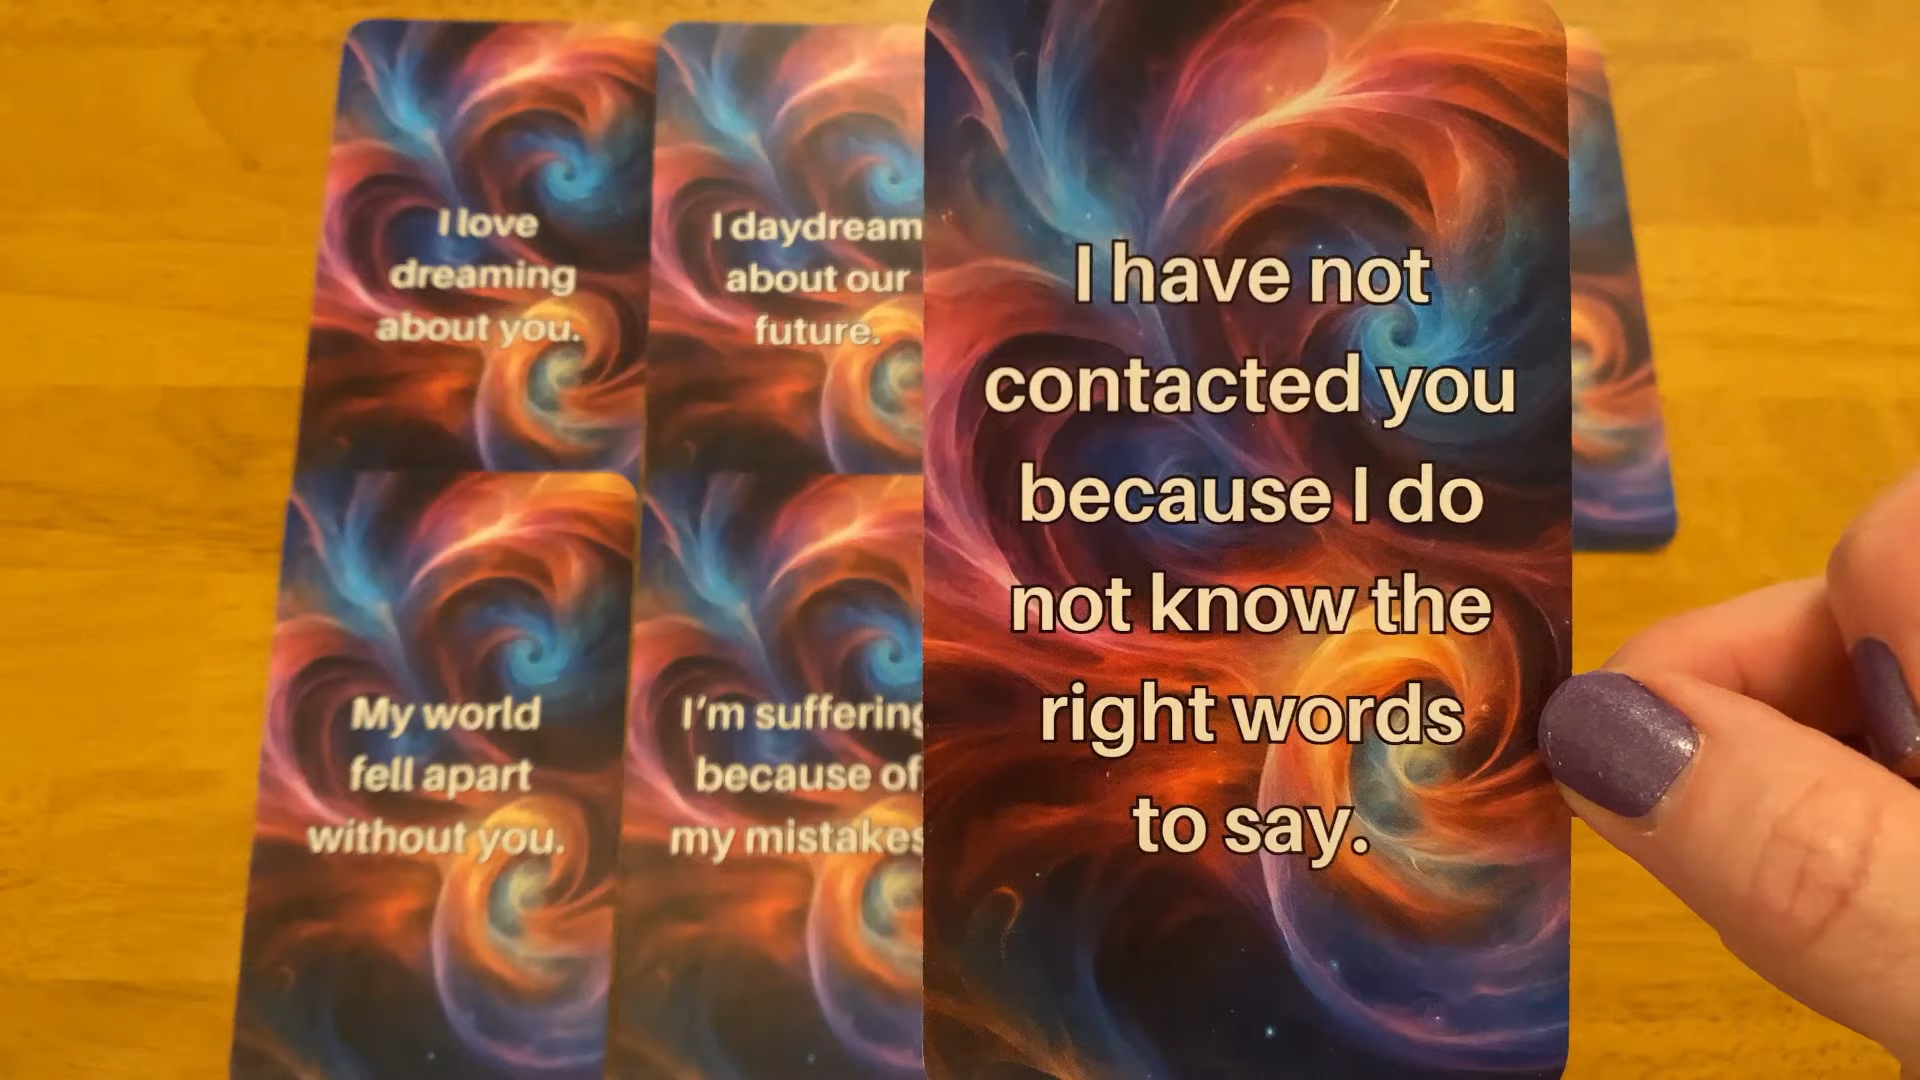 I love
dreaming
about you.
I daydream
about our
future.
I have not
contacted you
because I do
not know the
right words
to say.
My world
fell apart
without you.
I'm suffering
because of
my mistakes